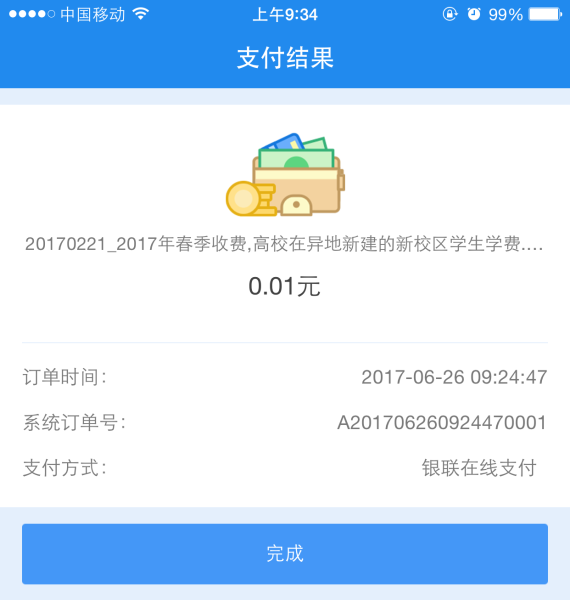 中国移动 上午9:34 99%
支付结果
20170221_2017年春季收费,高校在异地新建的新校区学生学费....
0.01元
订单时间： 2017-06-26 09:24:47
系统订单号： A201706260924470001
支付方式： 银联在线支付
完成